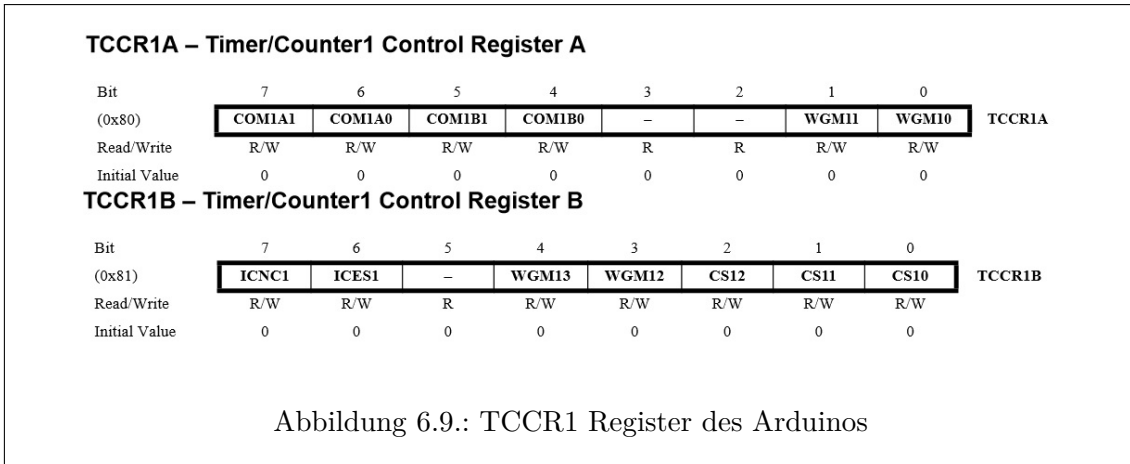 TCCR1A – Timer/Counter1 Control Register A
Bit 7 6 5 4 3 2 1 0
(0x80) COM1A1 COM1A0 COM1B1 COM1B0 – – WGM11 WGM10 TCCR1A
Read/Write R/W R/W R/W R/W R R R/W R/W
Initial Value 0 0 0 0 0 0 0 0
TCCR1B – Timer/Counter1 Control Register B
Bit 7 6 5 4 3 2 1 0
(0x81) ICNC1 ICES1 – WGM13 WGM12 CS12 CS11 CS10 TCCR1B
Read/Write R/W R/W R R/W R/W R/W R/W R/W
Initial Value 0 0 0 0 0 0 0 0
Abbildung 6.9.: TCCR1 Register des Arduinos